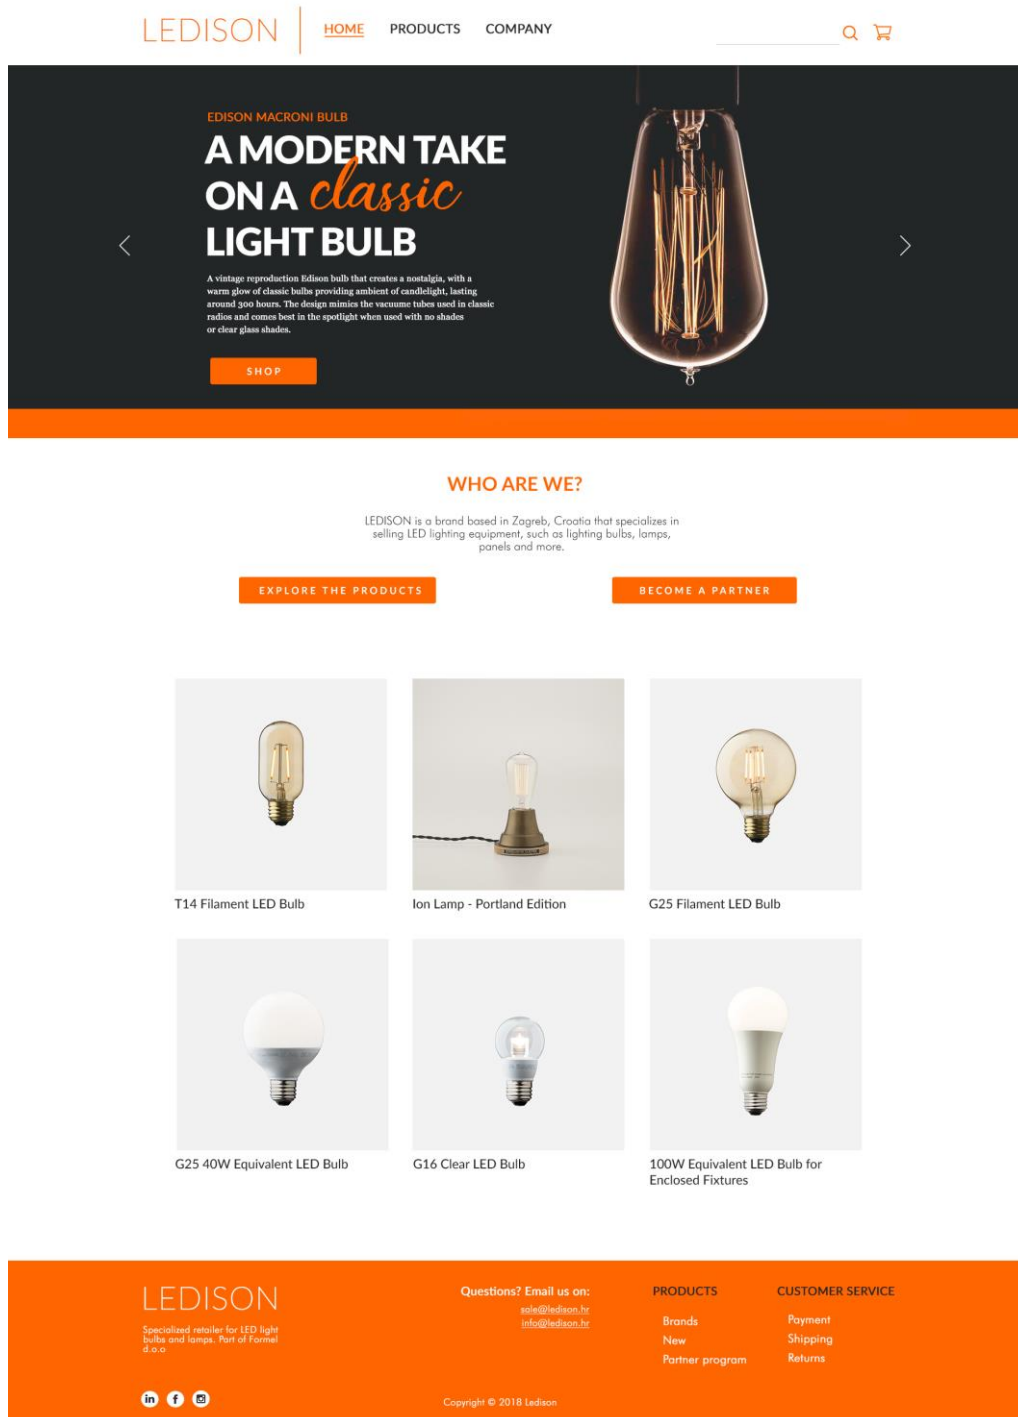 LEDISON
HOME PRODUCTS COMPANY
EDISON MACRONI BULB
A MODERN TAKE
ON A classic
LIGHT BULB
A vintage reproduction Edison bulb that creates a nostalgia, with a
warm glow of classic bulbs providing ambient of candlelight, lasting
around 300 hours. The design mimics the vacuume tubes used in classic
radios and comes best in the spotlight when used with no shades
or clear glass shades.
SHOP
WHO ARE WE?
LEDISON is a brand based in Zagreb, Croatia that specializes in
selling LED lighting equipment, such as lighting bulbs, lamps,
panels and more.
EXPLORE THE PRODUCTS
BECOME A PARTNER
T14 Filament LED Bulb
Ion Lamp - Portland Edition
G25 Filament LED Bulb
G25 40W Equivalent LED Bulb
G16 Clear LED Bulb
100W Equivalent LED Bulb for
Enclosed Fixtures
LEDISON
Specialized retailer for LED light
bulbs and lamps. Part of Formel
d.o.o
Questions? Email us on:
sale@ledison.hr
info@ledison.hr
PRODUCTS
Brands
New
Partner program
CUSTOMER SERVICE
Payment
Shipping
Returns
in f
Copyright © 2018 Ledison